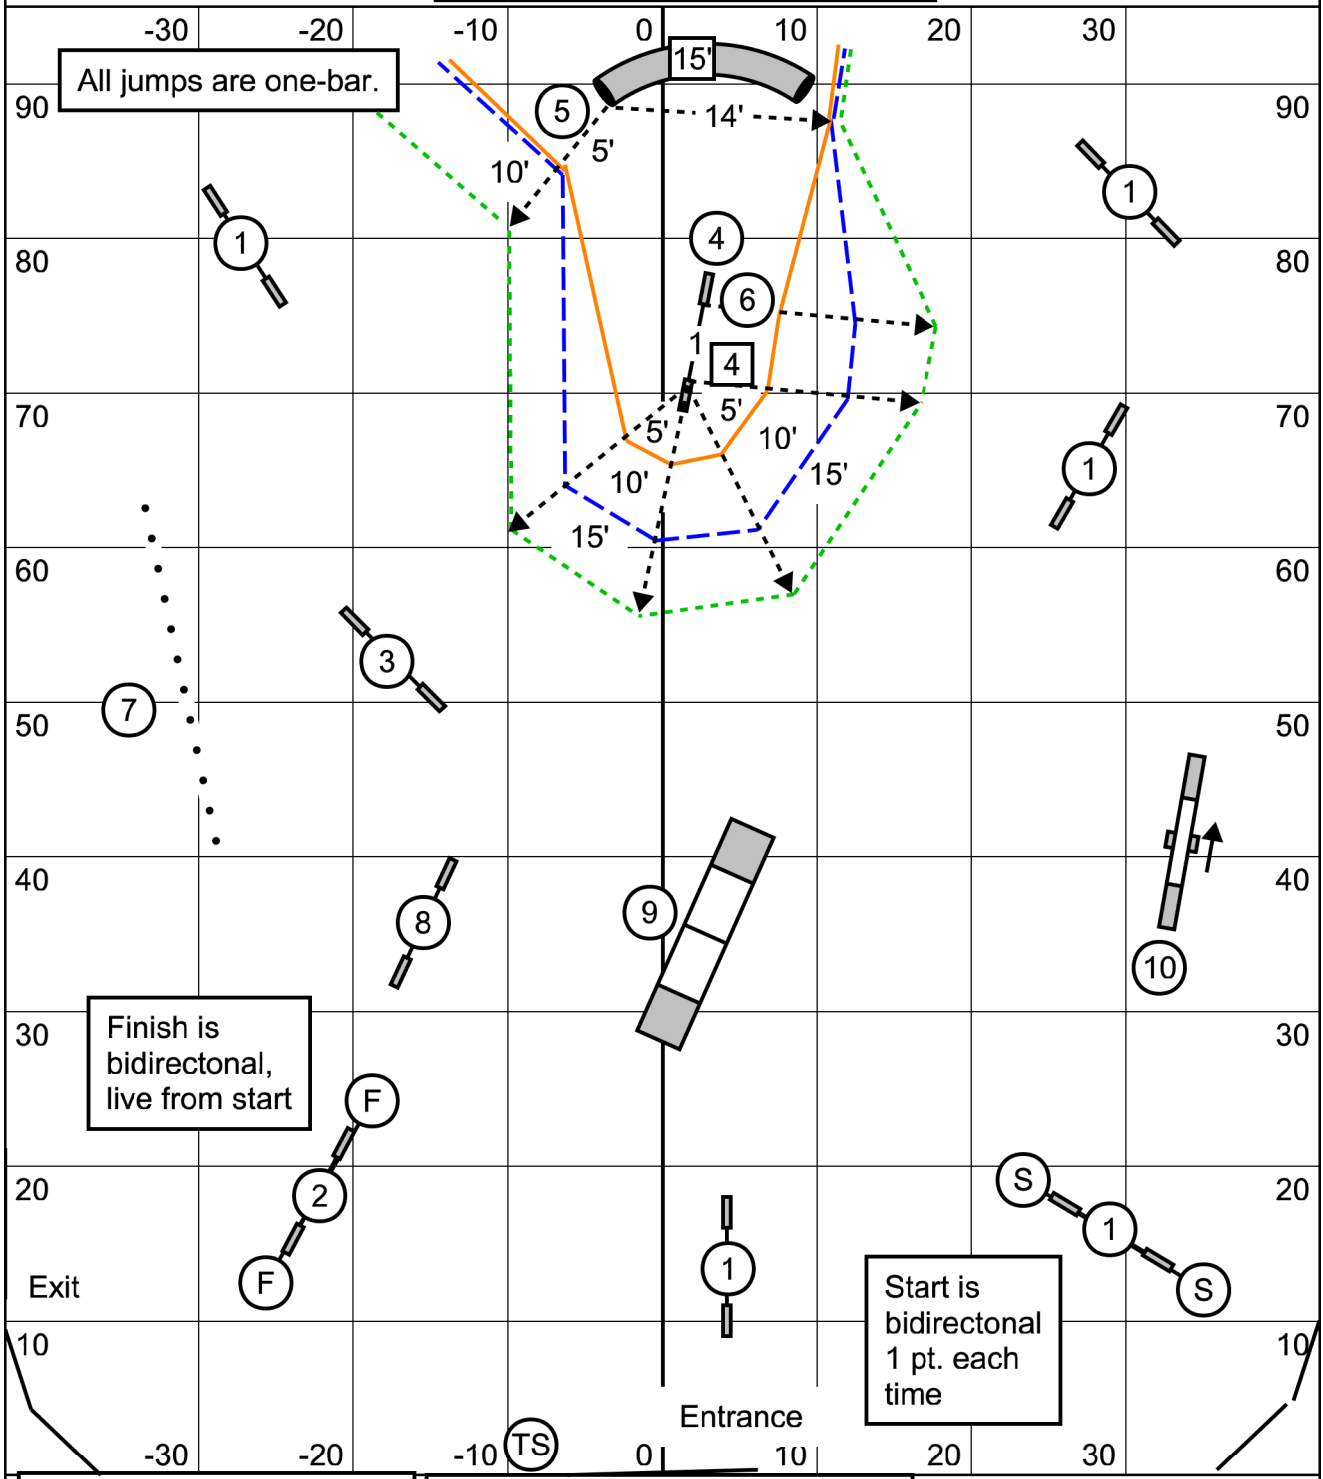 -30 -20 -10 0 10 20 30
15'
All jumps are one-bar.
90 5 14' 90
5'
10'
1
1
4
80 80
6
1
4
70 5' 70
5' 10'
1
10' 15'
15'
60 60
3
7
50 50
40 40
8
9
10
Finish is
bidirectonal,
live from start
30 30
F
S
20 2 20
1
1
F
S
Exit
Start is
bidirectonal
1 pt. each
time
10 10
Entrance
TS
-30 -20 -10 0 10 20 30